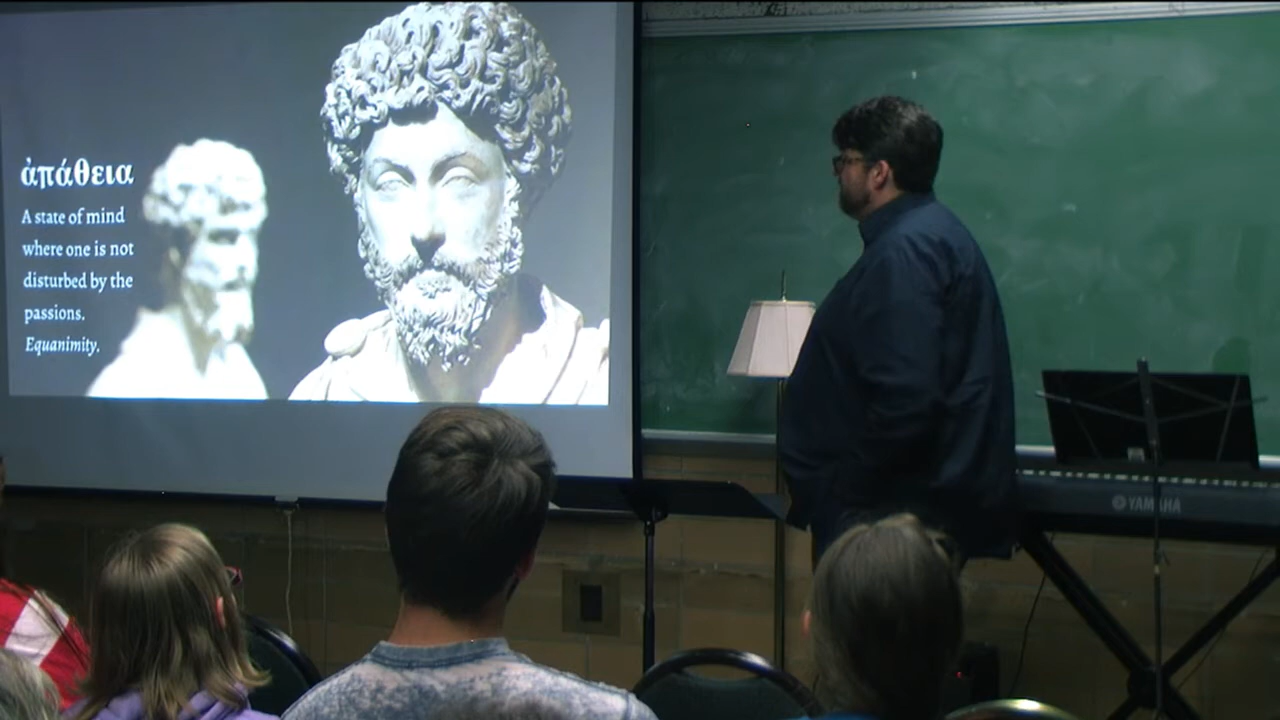 ἀπάθεια
A state of mind
where one is not
disturbed by the
passions.
Equanimity.
YAMAHA